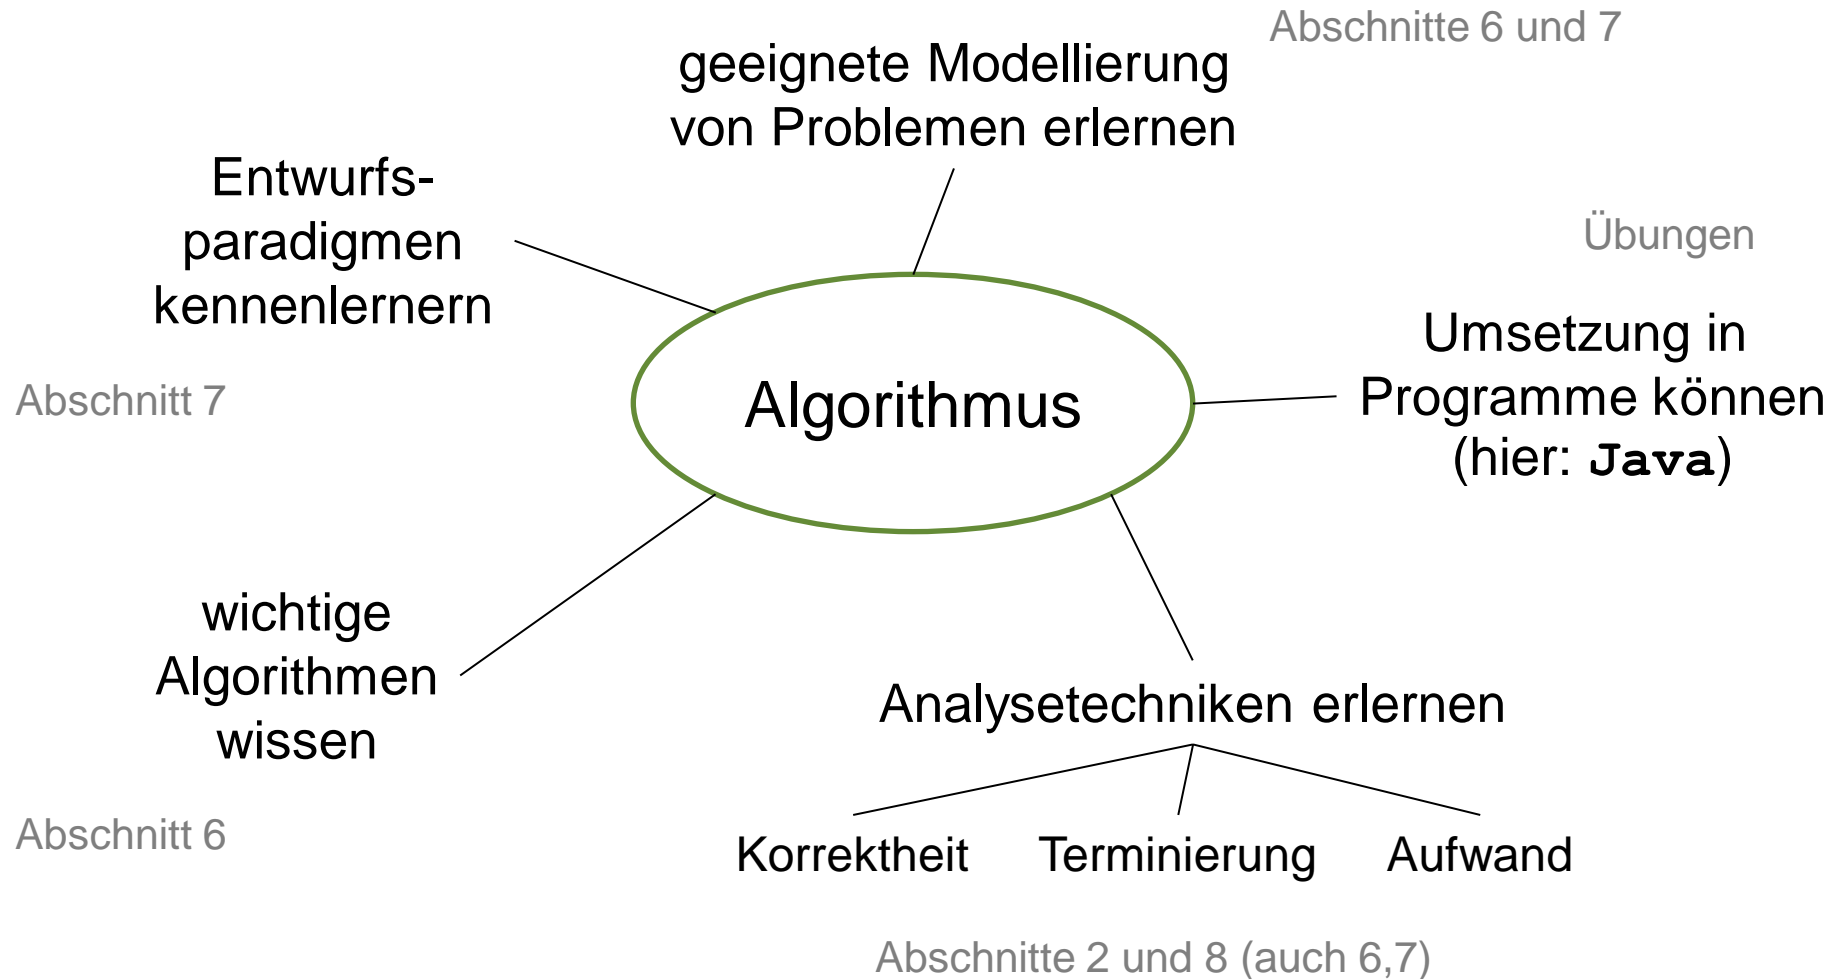 Abschnitte 6 und 7
geeignete Modellierung
von Problemen erlernen
Entwurfs-
paradigmen
kennenlernern
Abschnitt 7
Übungen
Umsetzung in
Programme können
(hier: Java)
Algorithmus
wichtige
Algorithmen
wissen
Abschnitt 6
Analysetechniken erlernen
Korrektheit Terminierung Aufwand
Abschnitte 2 und 8 (auch 6,7)